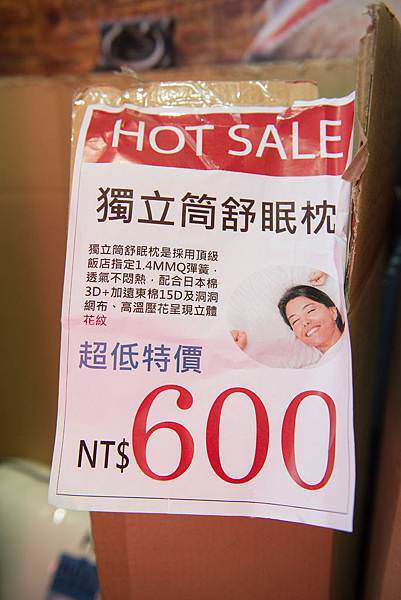 HOT SALE
獨立筒舒眠枕
獨立筒舒眠枕是採用頂級
飯店指定1.4MMQ彈簧，
透氣不悶熱，配合日本棉
3D+加遠東棉15D及洞洞
網布、高溫壓花呈現立體
花紋
超低特價
NT$600